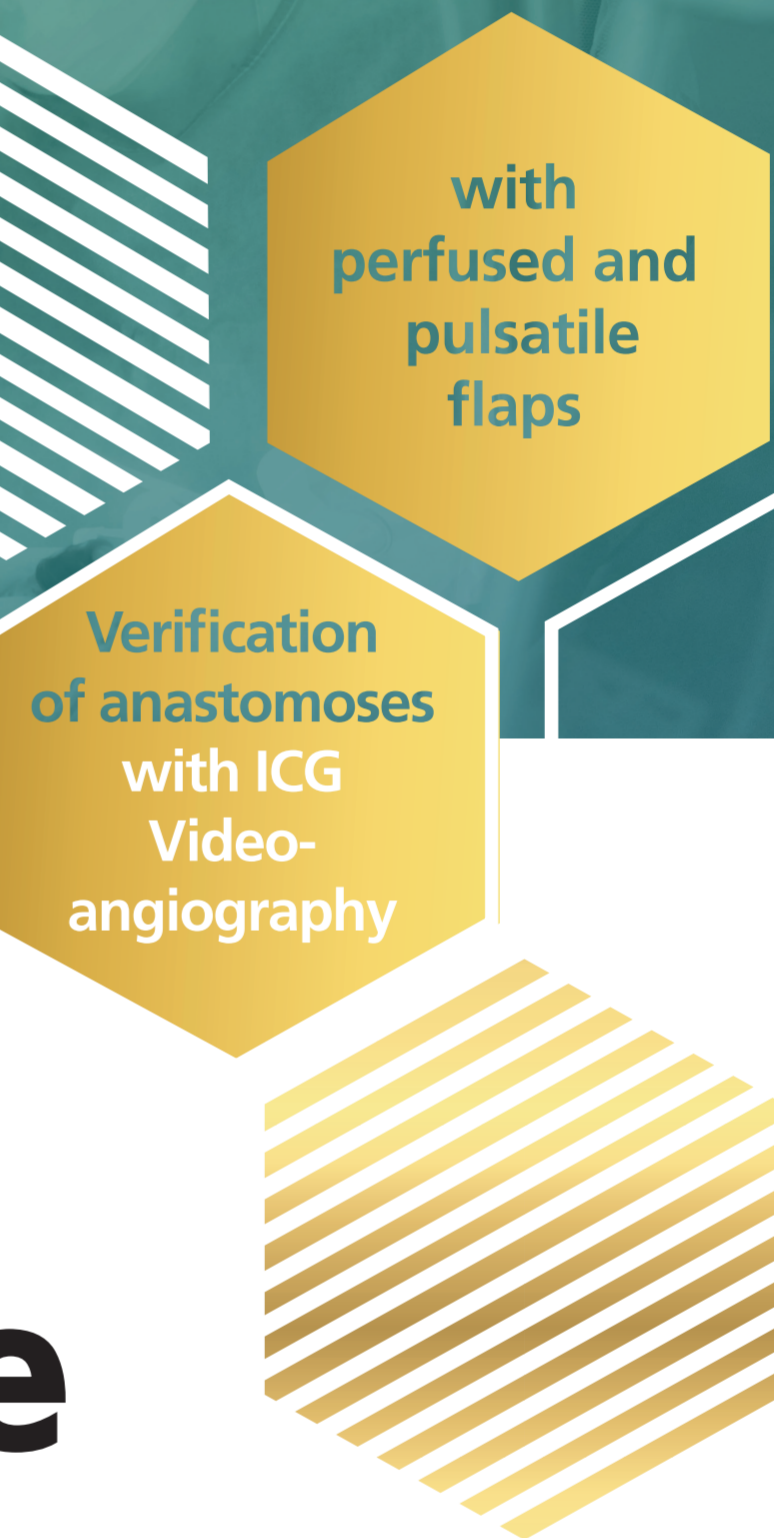 with
perfused and
pulsatile
flaps
Verification
of anastomoses
with ICG
Video-
angiography
e